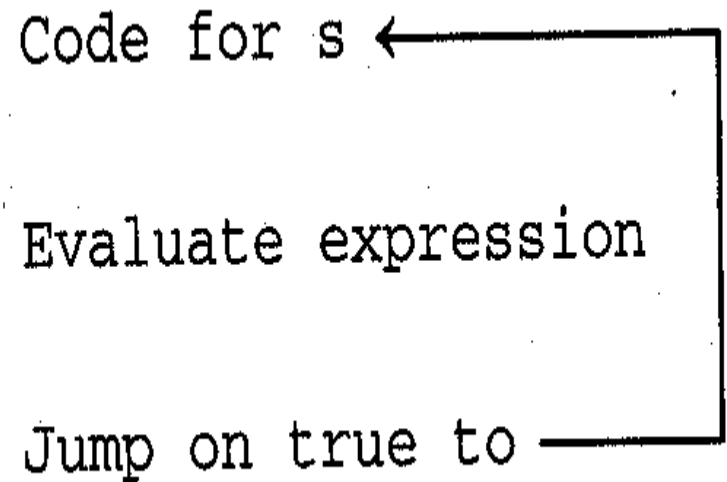 Code for s
Evaluate expression
Jump on true to